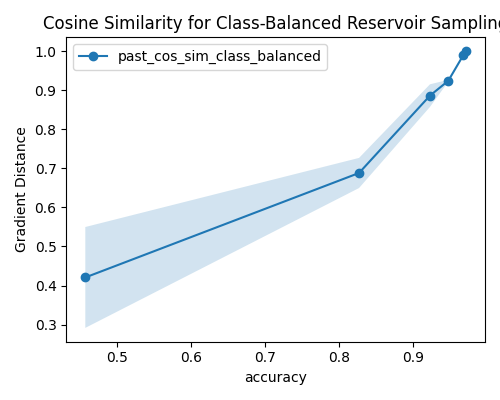 Cosine Similarity for Class-Balanced Reservoir Sampling
past_cos_sim_class_balanced
1.0
0.9
0.8
0.7
0.6
0.5
0.4
0.3
Gradient Distance
0.5 0.6 0.7 0.8 0.9
accuracy